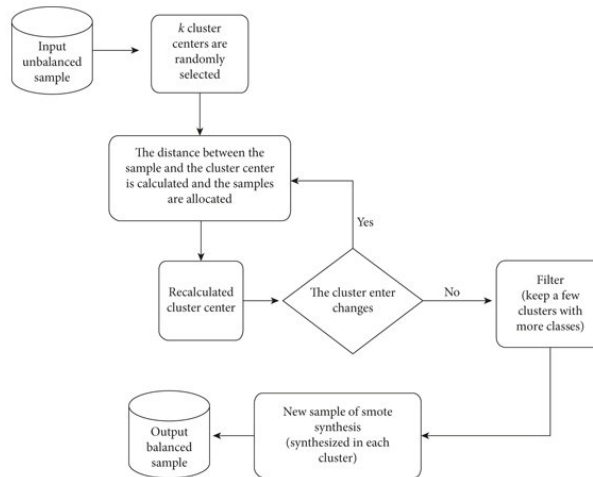 Input
unbalanced
sample
k cluster
centers are
randomly
selected
The distance between the
sample and the cluster center
is calculated and the samples
are allocated
Yes
Recalculated
cluster center
The cluster enter
changes
No
Filter
(keep a few
clusters with
more classes)
New sample of smote
synthesis
(synthesized in each
cluster)
Output
balanced
sample